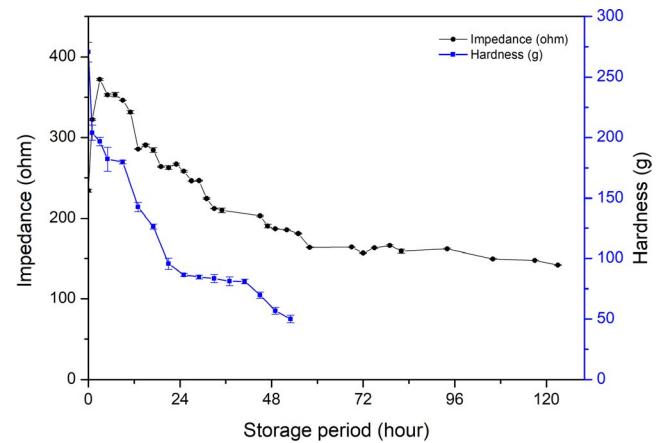 Impedance (ohm)
Hardness (g)
400
300
200
100
0
Impedance (ohm)
300
250
200
150
100
50
0
Hardness (g)
0 24 48 72 96 120
Storage period (hour)